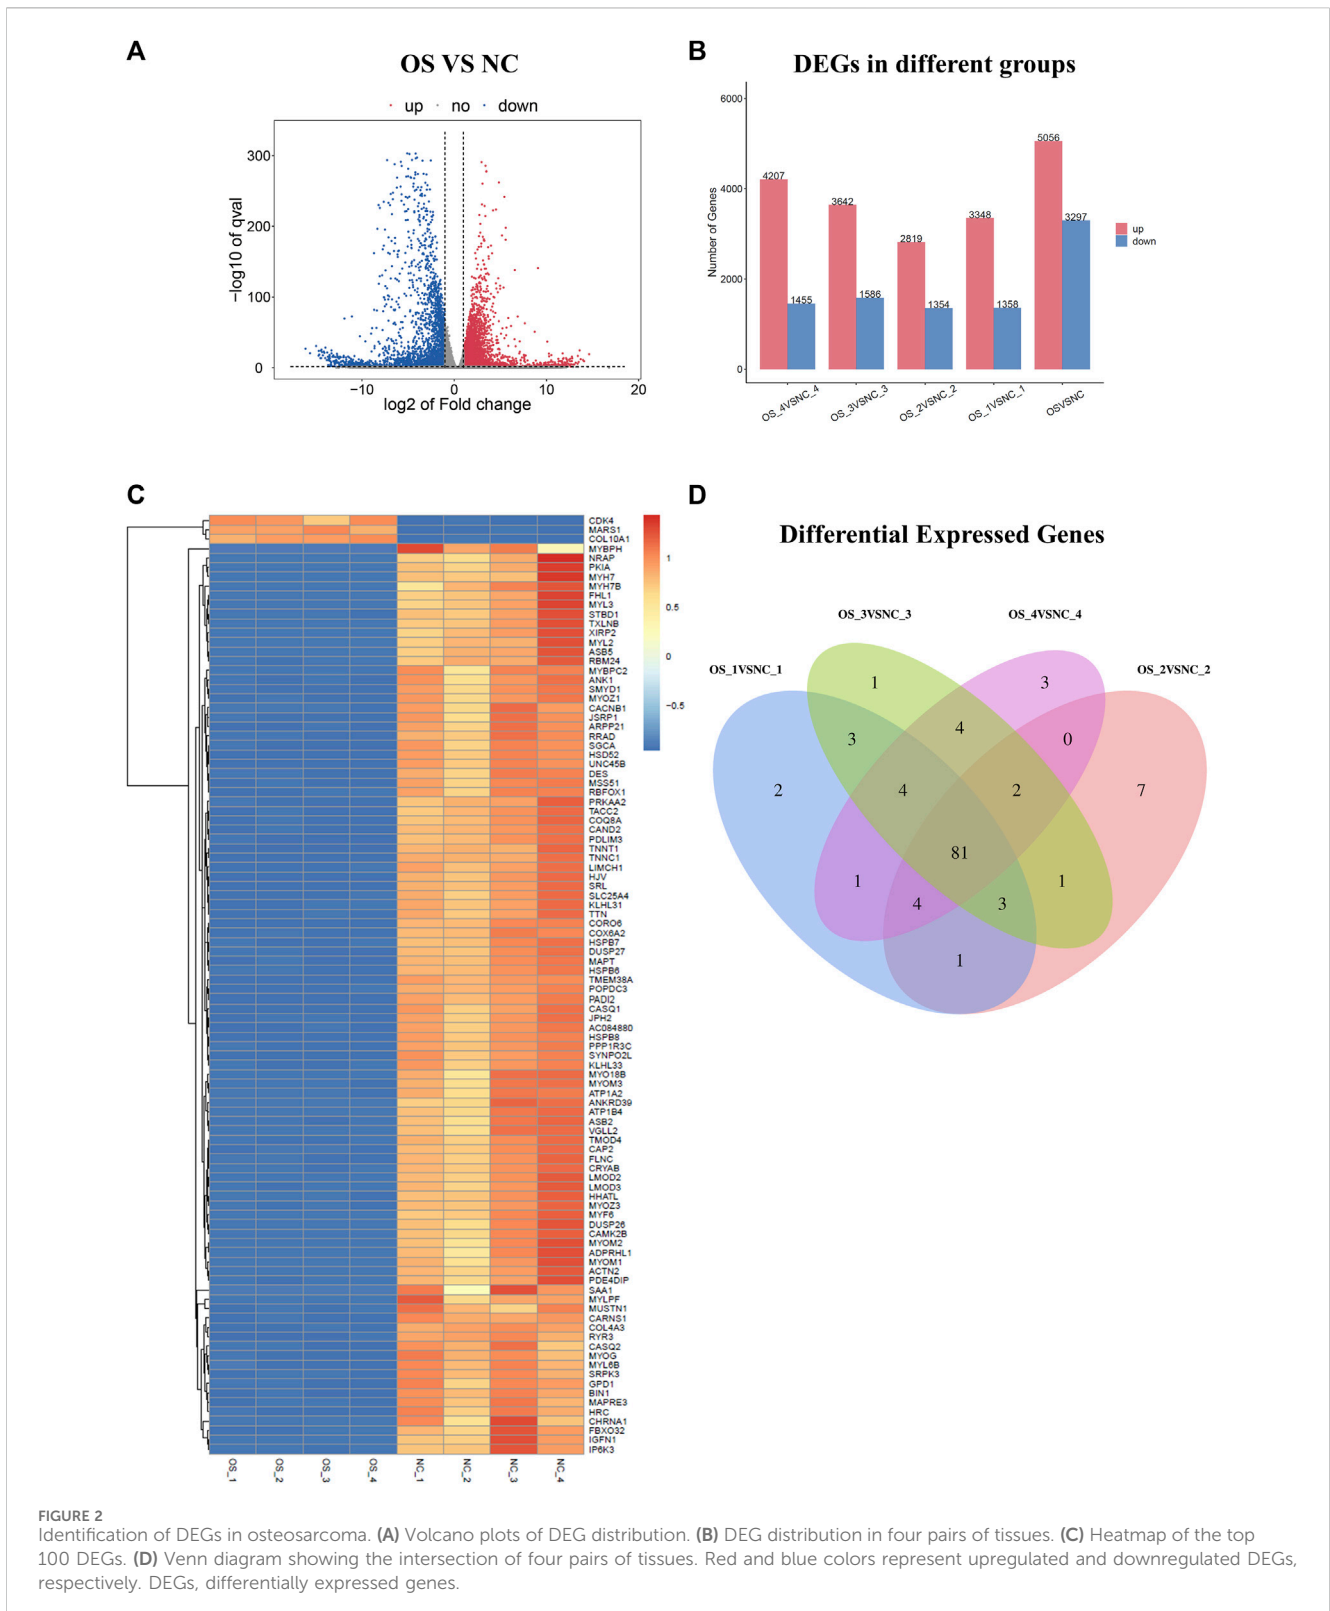 A
OS VS NC
up no down
300
200
100
0
−10
0
10
20
−log10 of qval
log2 of Fold change
B
DEGs in different groups
6000
4000
2000
0
Number of Genes
4207
1455
3642
1586
2819
1354
3348
1358
5056
3297
up
down
OS_4VSNC_4
OS_3VSNC_3
OS_2VSNC_2
OS_1VSNC_1
OSVSNC
C
CDK4
MARS1
COL10A1
MYBPH
NRAP
PKIA
MYH7
MYH7B
FHL1
MYL3
STBD1
TXLNB
XIRP2
MYL2
ASB5
RBM24
MYBPC2
ANK1
SMYD1
MYOZ1
CACNB1
JSRP1
ARPP21
RRAD
SGCA
HSD52
UNC45B
DES
MSS51
RBFOX1
PRKAA2
TACC2
COQ8A
CAND2
PDLIM3
TNNT1
TNNC1
LIMCH1
HJV
SRL
SLC25A4
KLHL31
TTN
CORO6
COX6A2
HSPB7
DUSP27
MAPT
HSPB6
TMEM38A
POPDC3
PADI2
CASQ1
JPH2
AC084880
HSPB8
PPP1R3C
SYNPO2L
KLHL33
MYO18B
MYOM3
ATP1A2
ANKRD39
ATP1B4
ASB2
VGLL2
TMOD4
CAP2
FLNC
CRYAB
LMOD2
LMOD3
HHATL
MYOZ3
MYF6
DUSP26
CAMK2B
MYOM2
ADPRHL1
MYOM1
ACTN2
PDE4DIP
SAA1
MYLPF
MUSTN1
CARNS1
COL4A3
RYR3
CASQ2
MYOG
MYL6B
SRPK3
GPD1
BIN1
MAPRE3
HRC
CHRNA1
FBXO32
IGFN1
IP6K3
1
0.5
0
−0.5
OS_1
OS_2
OS_3
OS_4
NC_1
NC_2
NC_3
NC_4
D
Differential Expressed Genes
OS_3VSNC_3
OS_4VSNC_4
OS_1VSNC_1
OS_2VSNC_2
1
3
3
4
0
2
4
2
7
81
1
1
4
3
1
FIGURE 2
Identification of DEGs in osteosarcoma. (A) Volcano plots of DEG distribution. (B) DEG distribution in four pairs of tissues. (C) Heatmap of the top
100 DEGs. (D) Venn diagram showing the intersection of four pairs of tissues. Red and blue colors represent upregulated and downregulated DEGs,
respectively. DEGs, differentially expressed genes.